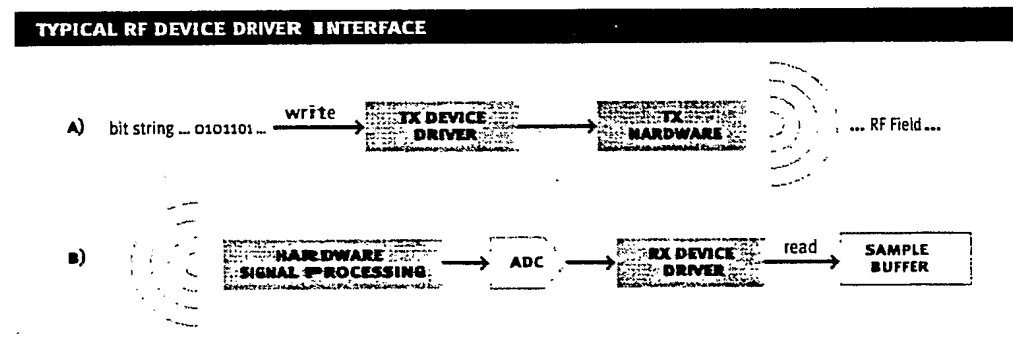 TYPICAL RF DEVICE DRIVER INTERFACE
A) bit string ... 0101101 ... write TX DEVICE DRIVER TX HARDWARE ... RF Field ...
B) HARDWARE SIGNAL PROCESSING ADC RX DEVICE DRIVER read SAMPLE BUFFER